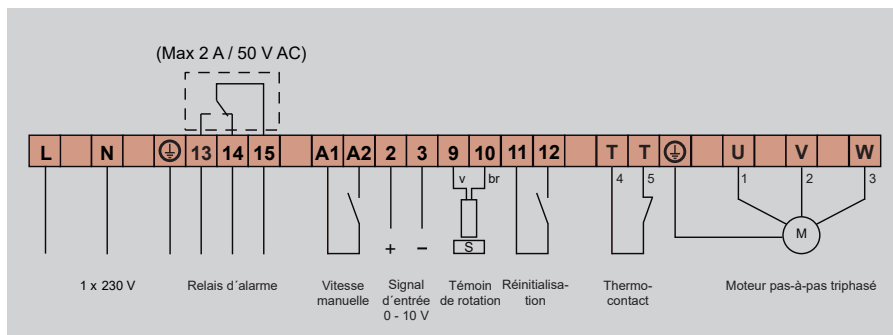 (Max 2 A / 50 V AC)
L N 13 14 15 A1 A2 2 3 9 10 11 12 T T U V W
v br 4 5 1 2 3
S M
+ –
1 x 230 V Relais d´alarme Vitesse manuelle Signal d´entrée 0 - 10 V Témoin de rotation Réinitialisa-tion Thermo-contact Moteur pas-à-pas triphasé